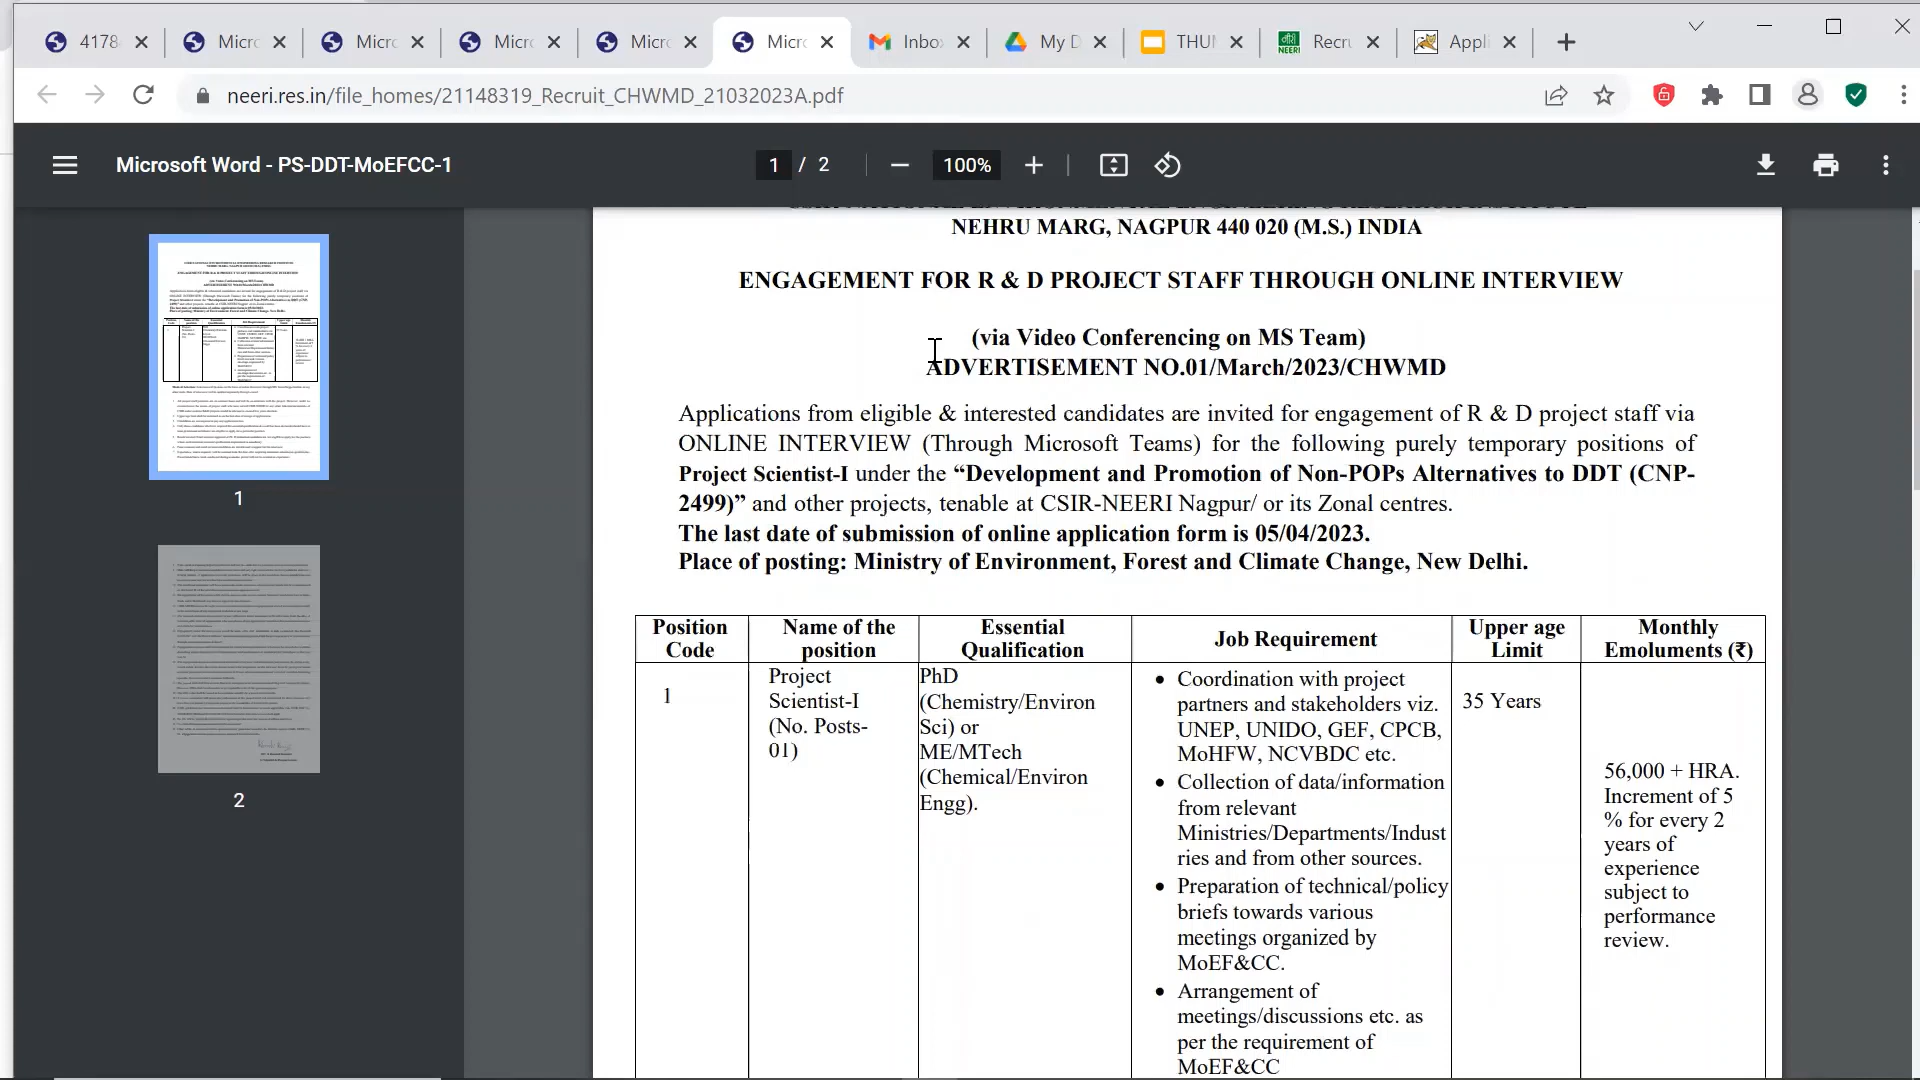 4178
Micro
Micro
Micro
Micro
Micro
Inbo
My D
THU
Recru
Appli
neeri.res.in/file_homes/21148319_Recruit_CHWMD_21032023A.pdf
Microsoft Word - PS-DDT-MoEFCC-1
1 / 2
100%
1
2
NEHRU MARG, NAGPUR 440 020 (M.S.) INDIA
ENGAGEMENT FOR R & D PROJECT STAFF THROUGH ONLINE INTERVIEW
(via Video Conferencing on MS Team)
ADVERTISEMENT NO.01/March/2023/CHWMD
Applications from eligible & interested candidates are invited for engagement of R & D project staff via
ONLINE INTERVIEW (Through Microsoft Teams) for the following purely temporary positions of
Project Scientist-I under the “Development and Promotion of Non-POPs Alternatives to DDT (CNP-
2499)” and other projects, tenable at CSIR-NEERI Nagpur/ or its Zonal centres.
The last date of submission of online application form is 05/04/2023.
Place of posting: Ministry of Environment, Forest and Climate Change, New Delhi.
Position
Code
Name of the
position
Essential
Qualification
Job Requirement
Upper age
Limit
Monthly
Emoluments (₹)
1
Project
Scientist-I
(No. Posts-
01)
PhD
(Chemistry/Environ
Sci) or
ME/MTech
(Chemical/Environ
Engg).
• Coordination with project
partners and stakeholders viz.
UNEP, UNIDO, GEF, CPCB,
MoHFW, NCVBDC etc.
• Collection of data/information
from relevant
Ministries/Departments/Indust
ries and from other sources.
• Preparation of technical/policy
briefs towards various
meetings organized by
MoEF&CC.
• Arrangement of
meetings/discussions etc. as
per the requirement of
MoEF&CC
35 Years
56,000 + HRA.
Increment of 5
% for every 2
years of
experience
subject to
performance
review.